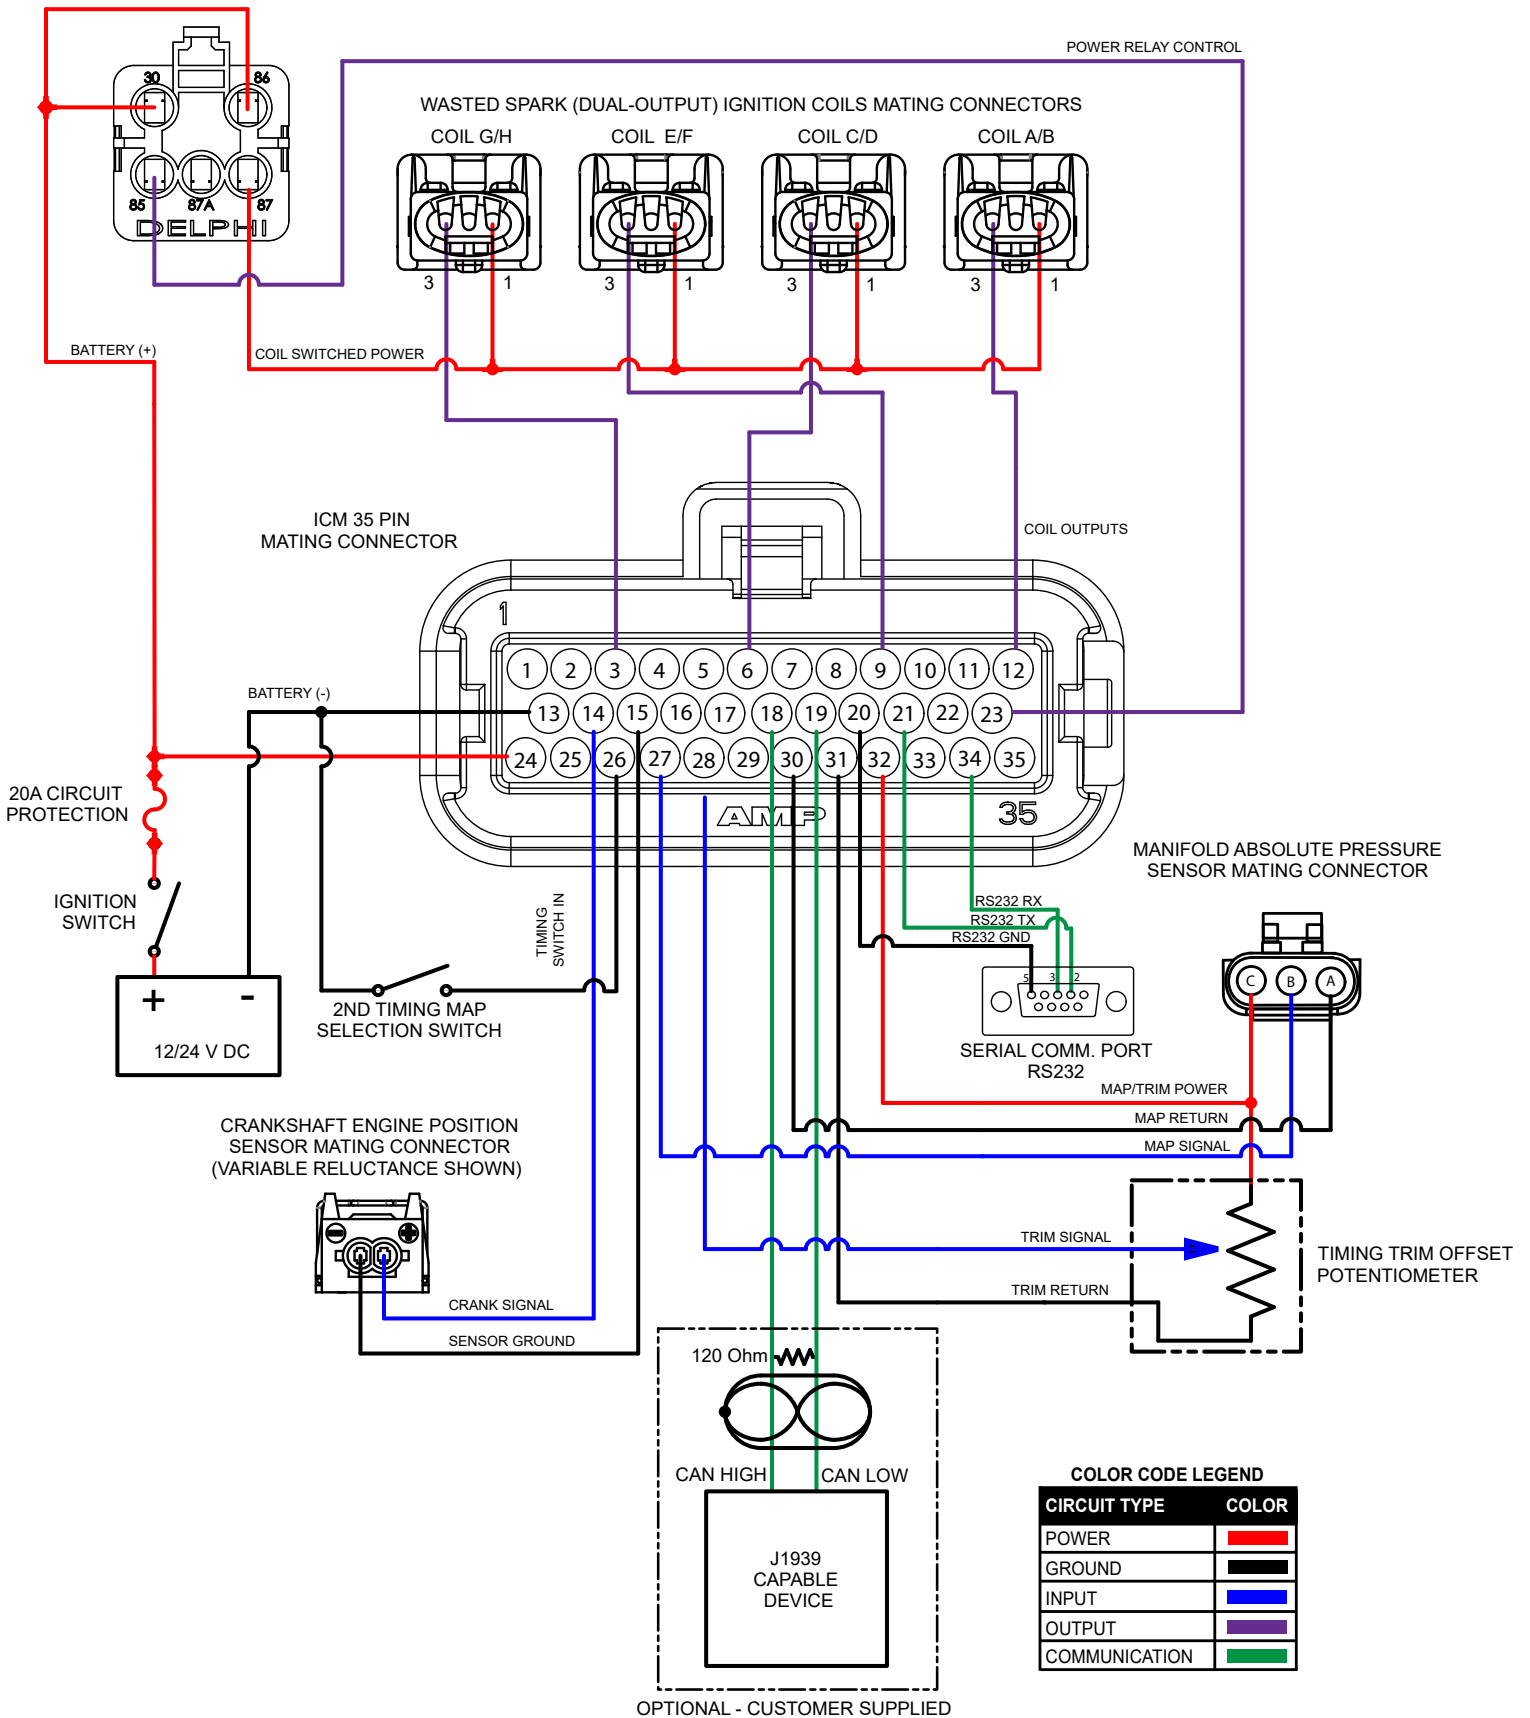 POWER RELAY CONTROL
30
86
85
87A
87
DELPHI
WASTED SPARK (DUAL-OUTPUT) IGNITION COILS MATING CONNECTORS
COIL G/H
COIL E/F
COIL C/D
COIL A/B
3 1
3 1
3 1
3 1
BATTERY (+)
COIL SWITCHED POWER
ICM 35 PIN
MATING CONNECTOR
COIL OUTPUTS
1
1 2 3 4 5 6 7 8 9 10 11 12
13 14 15 16 17 18 19 20 21 22 23
24 25 26 27 28 29 30 31 32 33 34 35
AMP
35
BATTERY (-)
20A CIRCUIT
PROTECTION
IGNITION
SWITCH
+ -
12/24 V DC
TIMING
SWITCH IN
2ND TIMING MAP
SELECTION SWITCH
RS232 RX
RS232 TX
RS232 GND
5 3 2
SERIAL COMM. PORT
RS232
MANIFOLD ABSOLUTE PRESSURE
SENSOR MATING CONNECTOR
C B A
MAP/TRIM POWER
MAP RETURN
MAP SIGNAL
CRANKSHAFT ENGINE POSITION
SENSOR MATING CONNECTOR
(VARIABLE RELUCTANCE SHOWN)
CRANK SIGNAL
SENSOR GROUND
TRIM SIGNAL
TRIM RETURN
TIMING TRIM OFFSET
POTENTIOMETER
120 Ohm
CAN HIGH
CAN LOW
J1939
CAPABLE
DEVICE
OPTIONAL - CUSTOMER SUPPLIED
COLOR CODE LEGEND
CIRCUIT TYPE COLOR
POWER
GROUND
INPUT
OUTPUT
COMMUNICATION